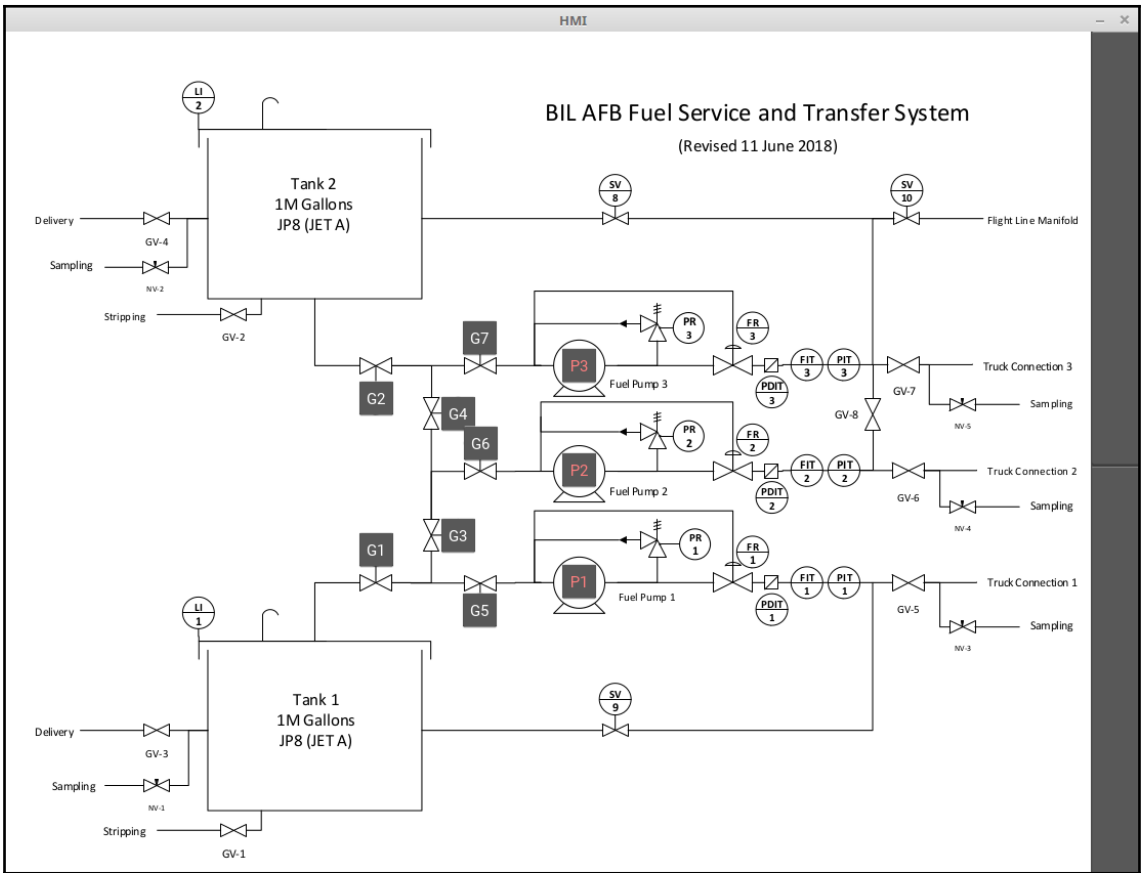 HMI
BIL AFB Fuel Service and Transfer System
(Revised 11 June 2018)
LI
2
Tank 2
1M Gallons
JP8 (JET A)
SV
8
SV
10
Delivery
GV-4
Flight Line Manifold
Sampling
NV-2
Stripping
GV-2
G7
PR
3
FR
3
G2
P3
Fuel Pump 3
FIT
3
PIT
3
PDIT
3
GV-7
Truck Connection 3
Sampling
NV-5
G4
GV-8
G6
PR
2
FR
2
P2
Fuel Pump 2
FIT
2
PIT
2
PDIT
2
GV-6
Truck Connection 2
Sampling
NV-4
G3
G1
PR
1
FR
1
G5
P1
Fuel Pump 1
FIT
1
PIT
1
PDIT
1
GV-5
Truck Connection 1
Sampling
NV-3
LI
1
Tank 1
1M Gallons
JP8 (JET A)
SV
9
Delivery
GV-3
Sampling
NV-1
Stripping
GV-1